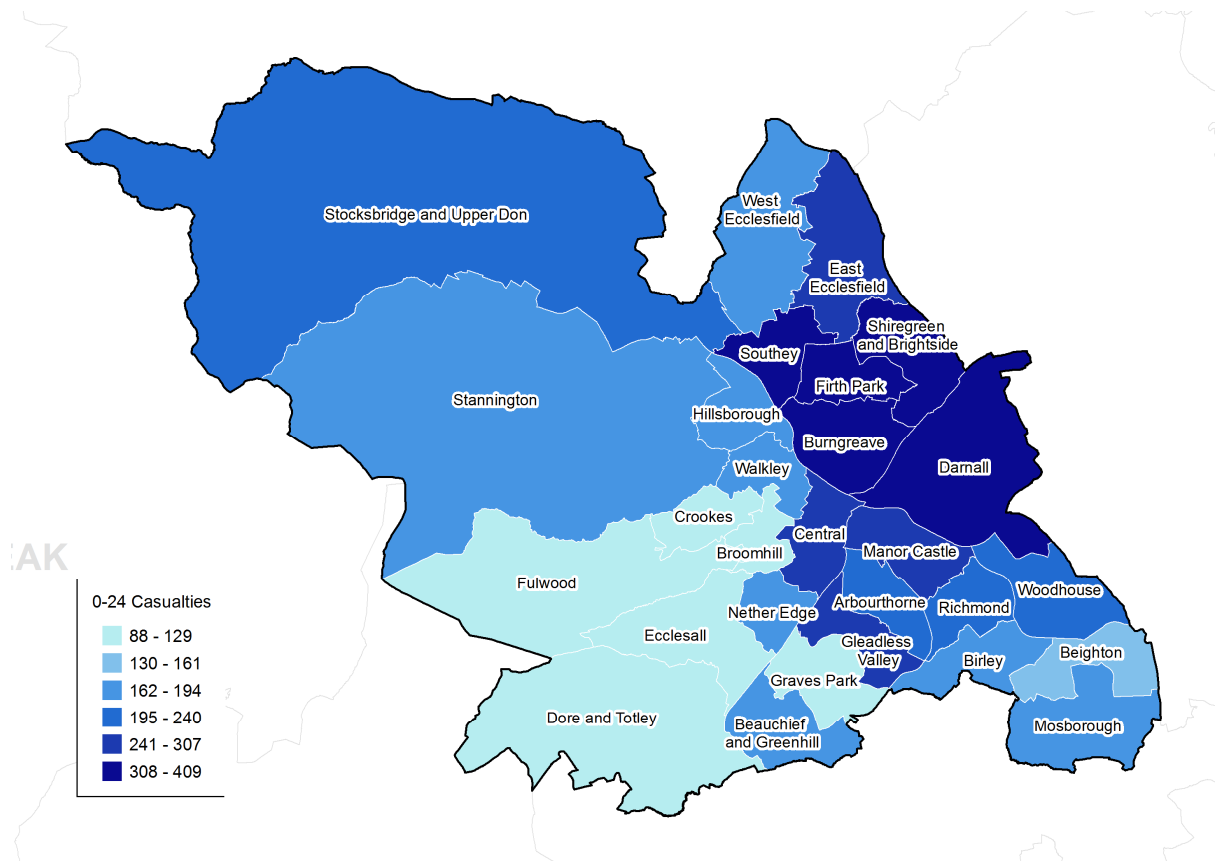 West
Ecclesfield
Stocksbridge and Upper Don
East
Ecclesfield
Shiregreen
and Brightside
Southey
Firth Park
Stannington
Hillsborough
Burngreave
Walkley
Darnall
Crookes
Central
Broomhill
Manor Castle
EAK
Fulwood
Woodhouse
0-24 Casualties
Arbourthorne
Richmond
Nether Edge
88 - 129
Ecclesall
Gleadless
Valley
130 - 161
Birley
Beighton
Graves Park
162 - 194
195 - 240
Dore and Totley
Beauchief
and Greenhill
Mosborough
241 - 307
308 - 409